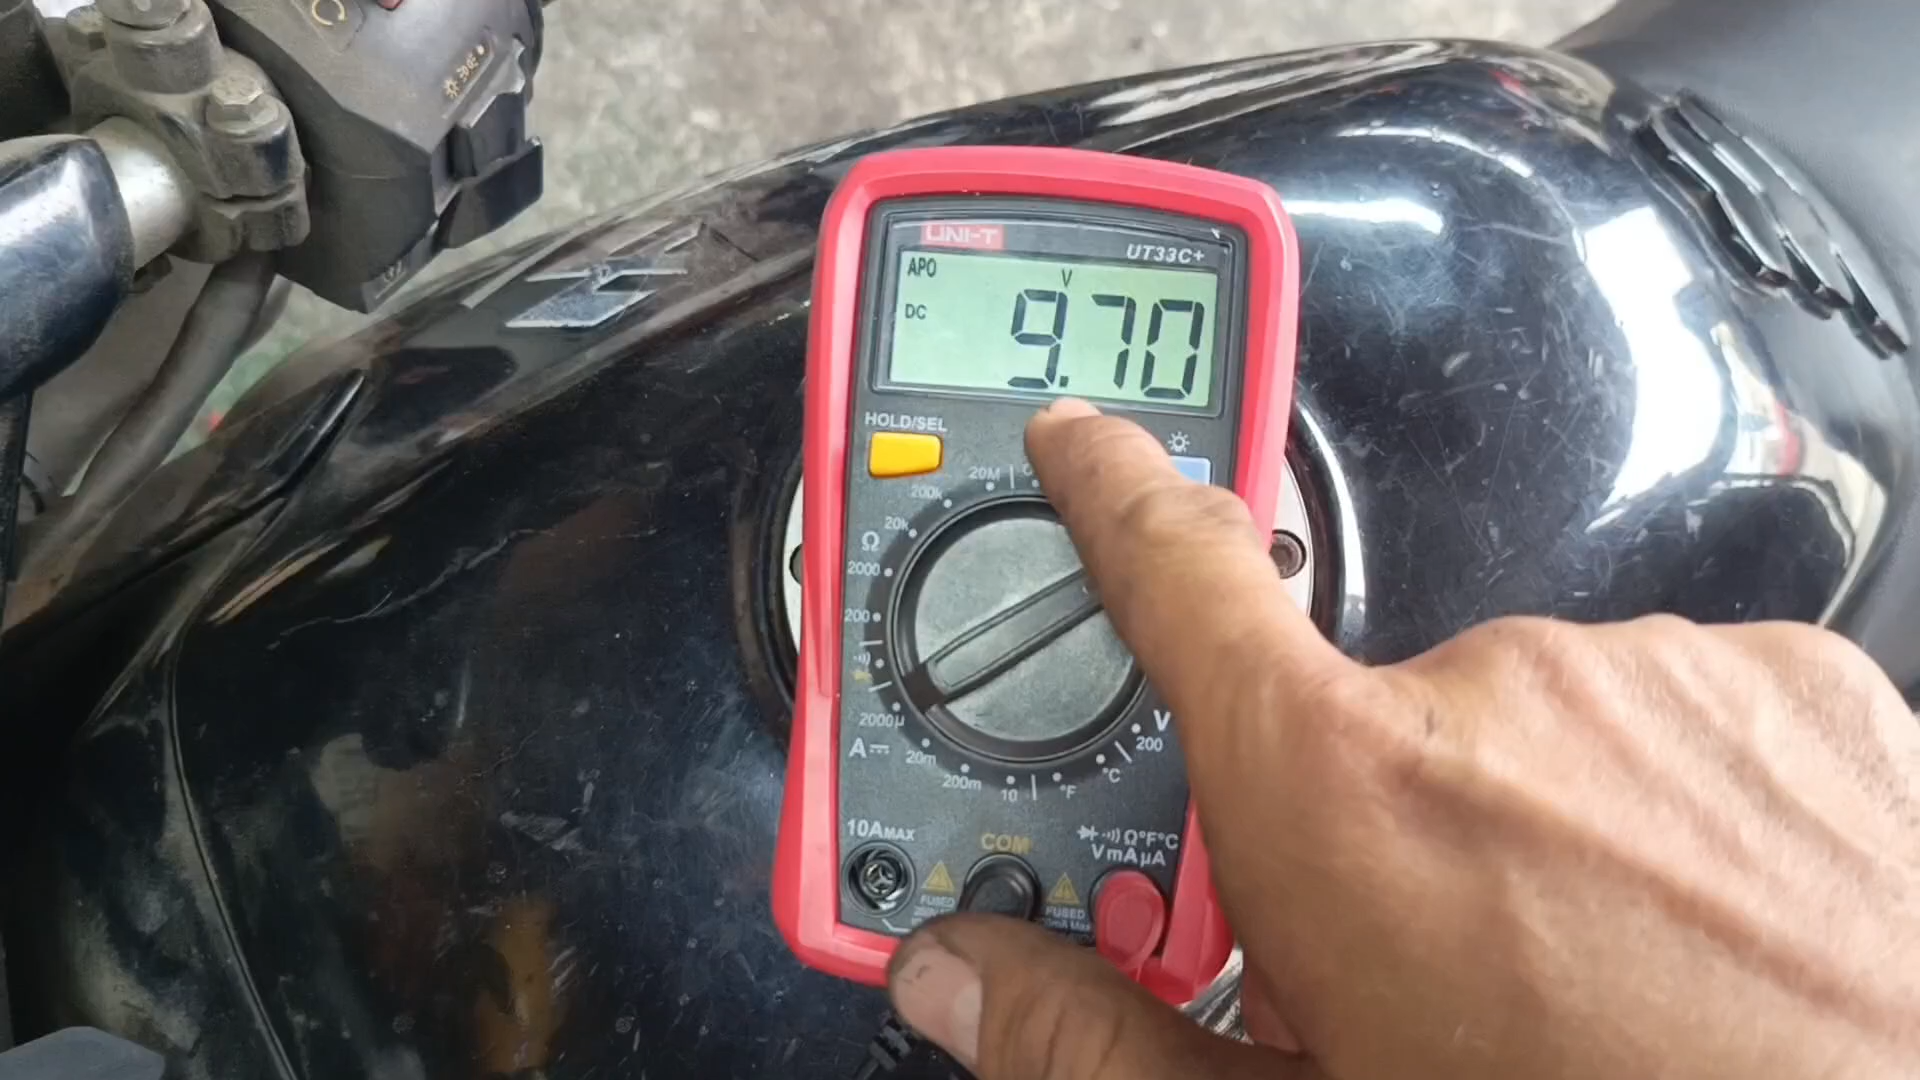 UNI-T
UT33C+
APO
V
DC
9.70
HOLD/SEL
20M
200k
20k
Ω
2000
200
2000µ
A
20m
200m
10
°F
°C
V
200
10AMAX
COM
Ω°F°C
VmAµA
FUSED
FUSED